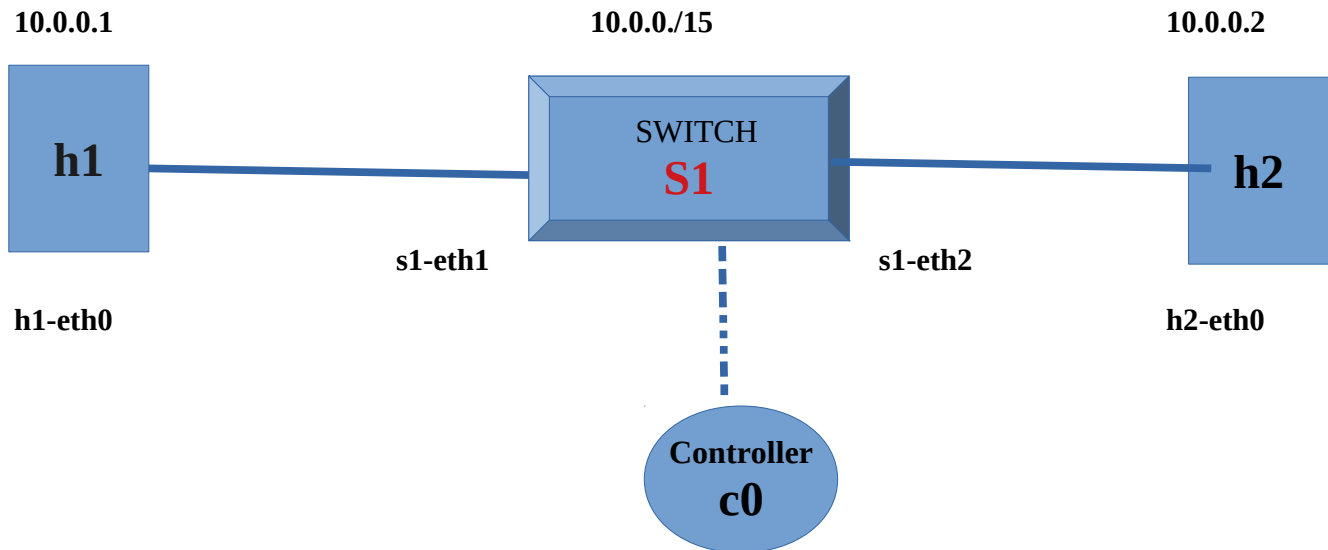 10.0.0.1
10.0.0./15
10.0.0.2
h1
SWITCH
S1
h2
s1-eth1
s1-eth2
h1-eth0
h2-eth0
Controller
c0